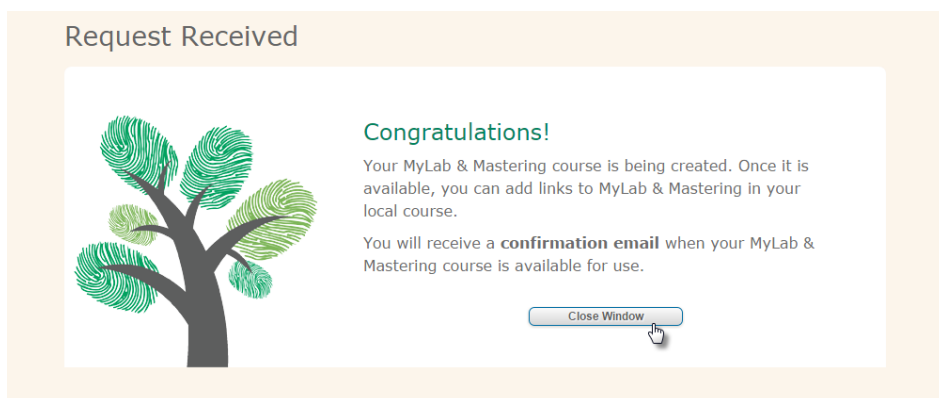 Request Received
Congratulations!
Your MyLab & Mastering course is being created. Once it is
available, you can add links to MyLab & Mastering in your
local course.
You will receive a confirmation email when your MyLab &
Mastering course is available for use.
Close Window